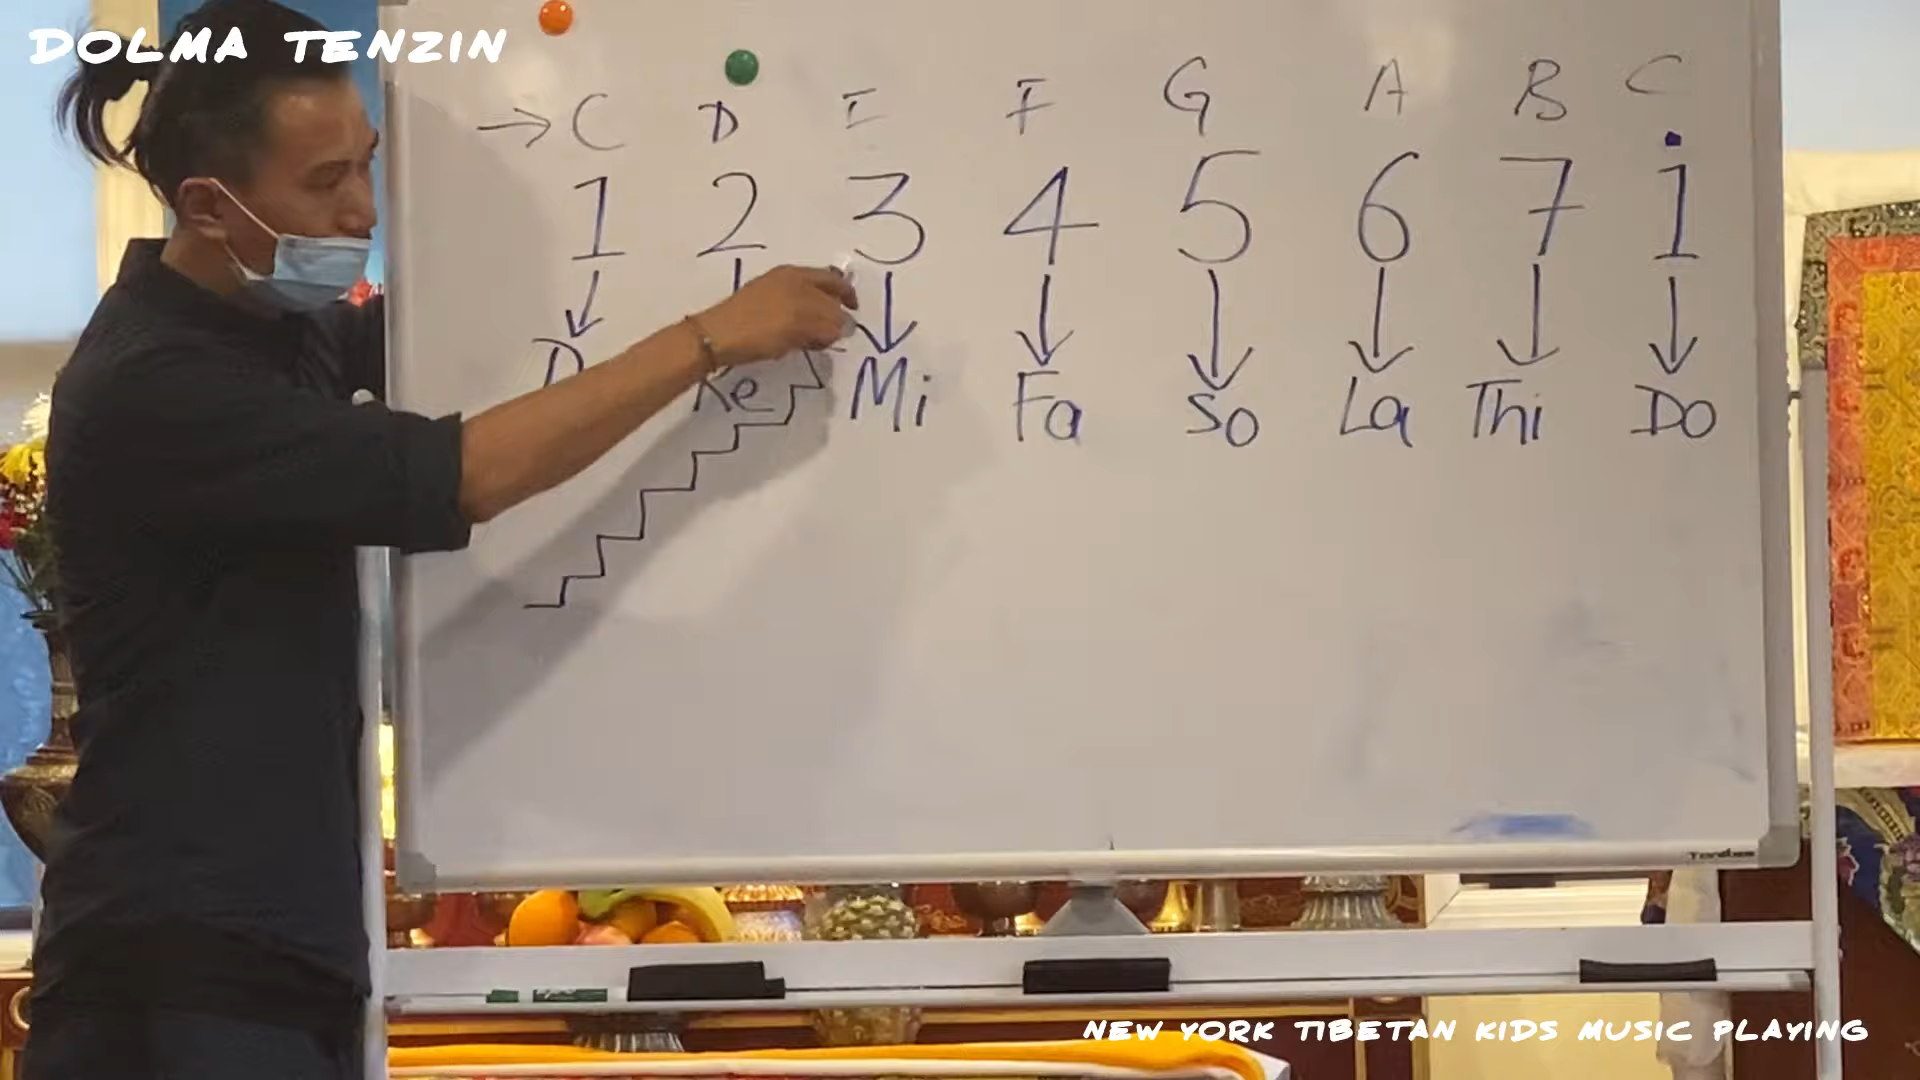 DOLMA TENZIN
→ C D E F G A B C
1 2 3 4 5 6 7 i
Re Mi Fa So La Thi Do
NEW YORK TIBETAN KIDS MUSIC PLAYING